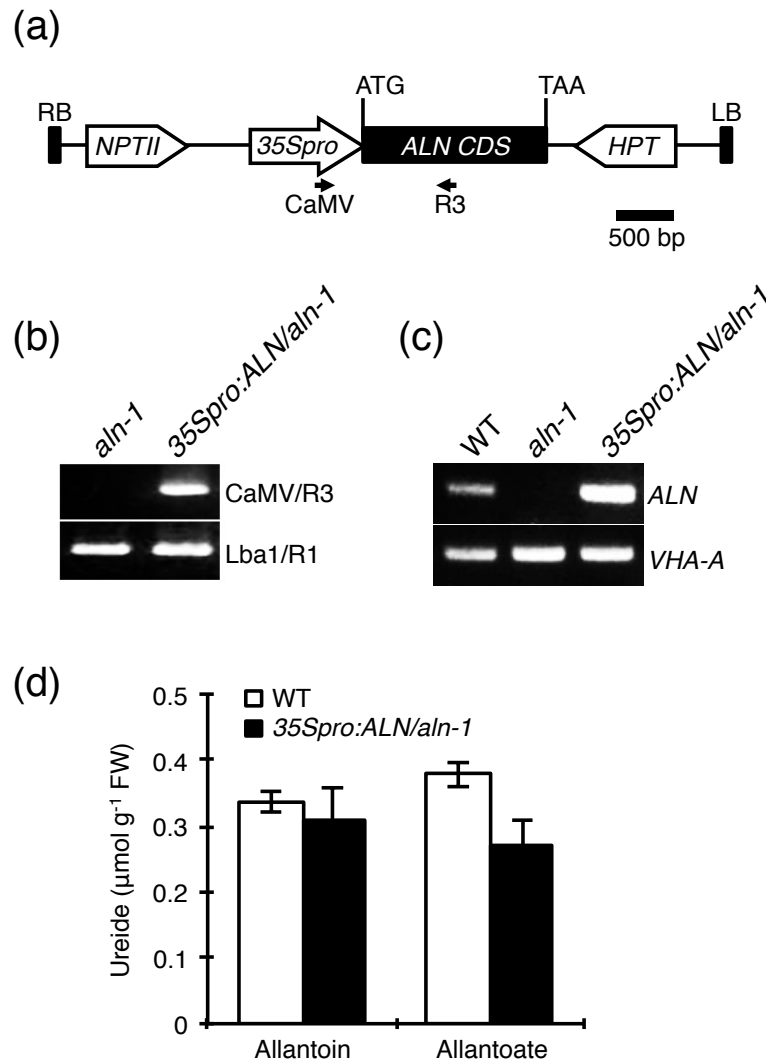 (a)
ATG TAA
RB LB
NPTII 35Spro ALN CDS HPT
CaMV R3
500 bp
(b)
aln-1
35Spro:ALN/aln-1
CaMV/R3
Lba1/R1
(c)
WT
aln-1
35Spro:ALN/aln-1
ALN
VHA-A
(d)
Ureide (µmol g⁻¹ FW)
0.5
0.4
0.3
0.2
0.1
0
WT
35Spro:ALN/aln-1
Allantoin Allantoate